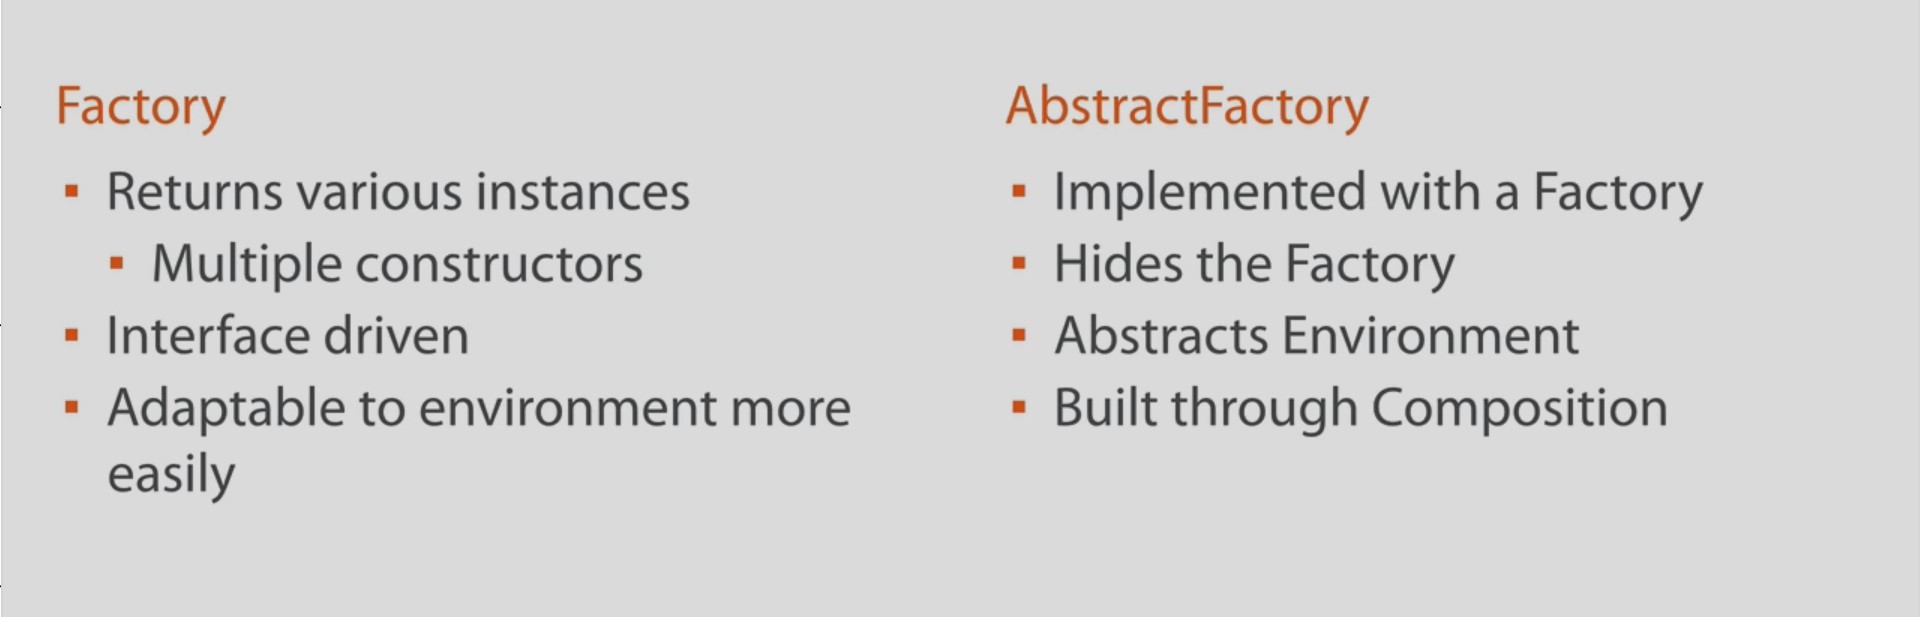 Factory
Returns various instances
Multiple constructors
Interface driven
Adaptable to environment more
easily
AbstractFactory
Implemented with a Factory
Hides the Factory
Abstracts Environment
Built through Composition